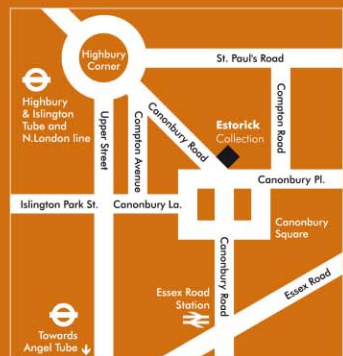 Highbury
Corner
St. Paul's Road
Highbury
& Islington
Tube and
N.London line
Upper Street
Compton Avenue
Canonbury Road
Estorick
Collection
Compton Road
Canonbury Pl.
Islington Park St.
Canonbury La.
Canonbury
Square
Canonbury Road
Essex Road
Station
Essex Road
Towards
Angel Tube ↓